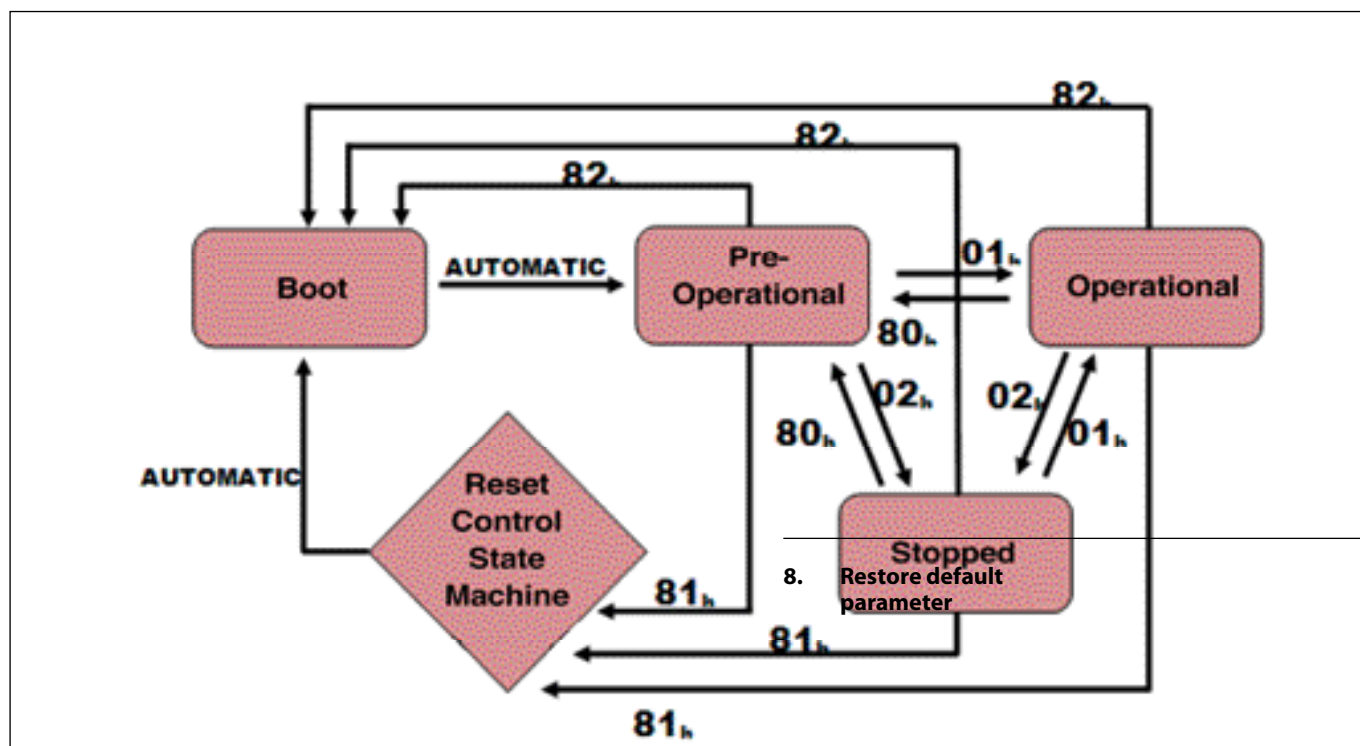 82h
82h
82h
Boot
AUTOMATIC
Pre-
Operational
01h
80h
Operational
80h
02h
02h
01h
AUTOMATIC
Reset
Control
State
Machine
Stopped
8. Restore default
parameter
81h
81h
81h